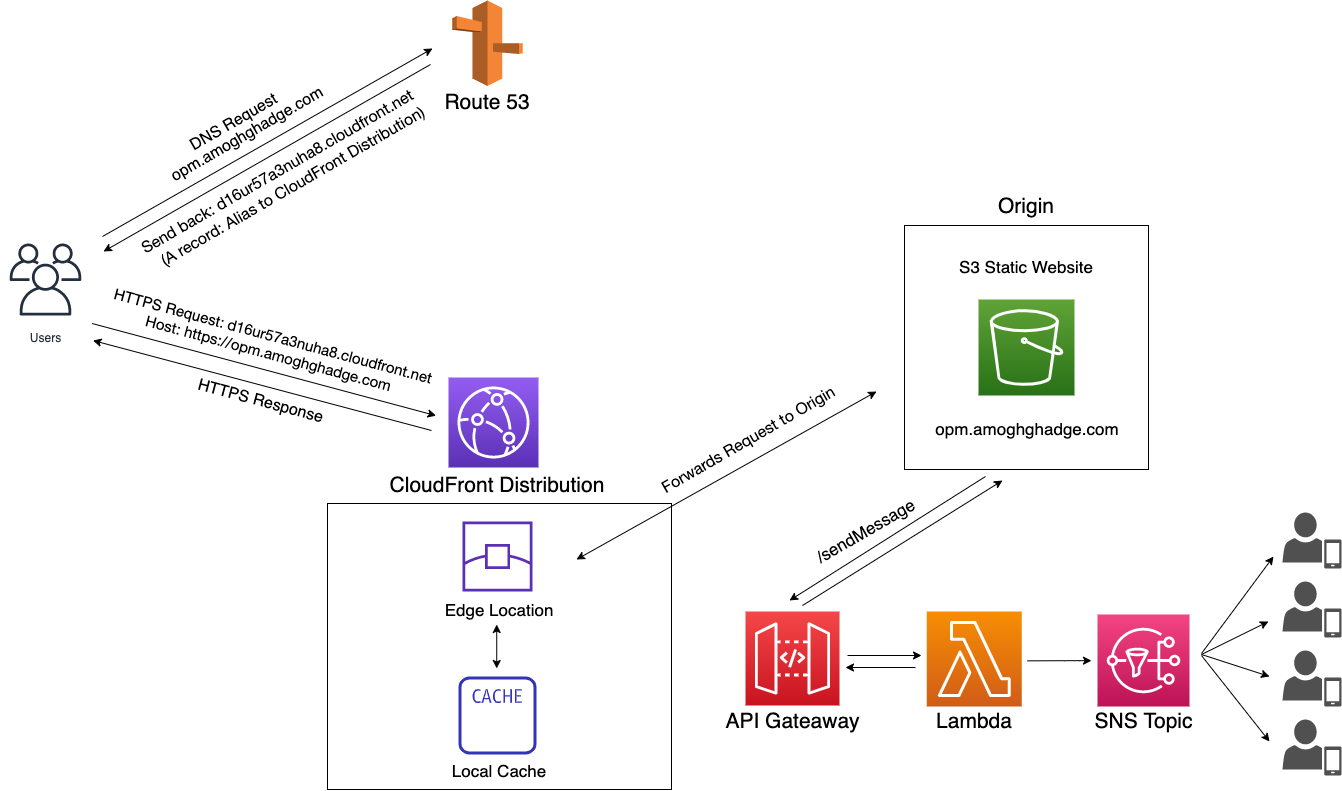 Route 53
DNS Request
opm.amoghghadge.com
Send back: d16ur57a3nuha8.cloudfront.net
(A record: Alias to CloudFront Distribution)
Users
HTTPS Request: d16ur57a3nuha8.cloudfront.net
Host: https://opm.amoghghadge.com
HTTPS Response
CloudFront Distribution
Edge Location
CACHE
Local Cache
Forwards Request to Origin
Origin
S3 Static Website
opm.amoghghadge.com
/sendMessage
</>
API Gateaway
Lambda
SNS Topic